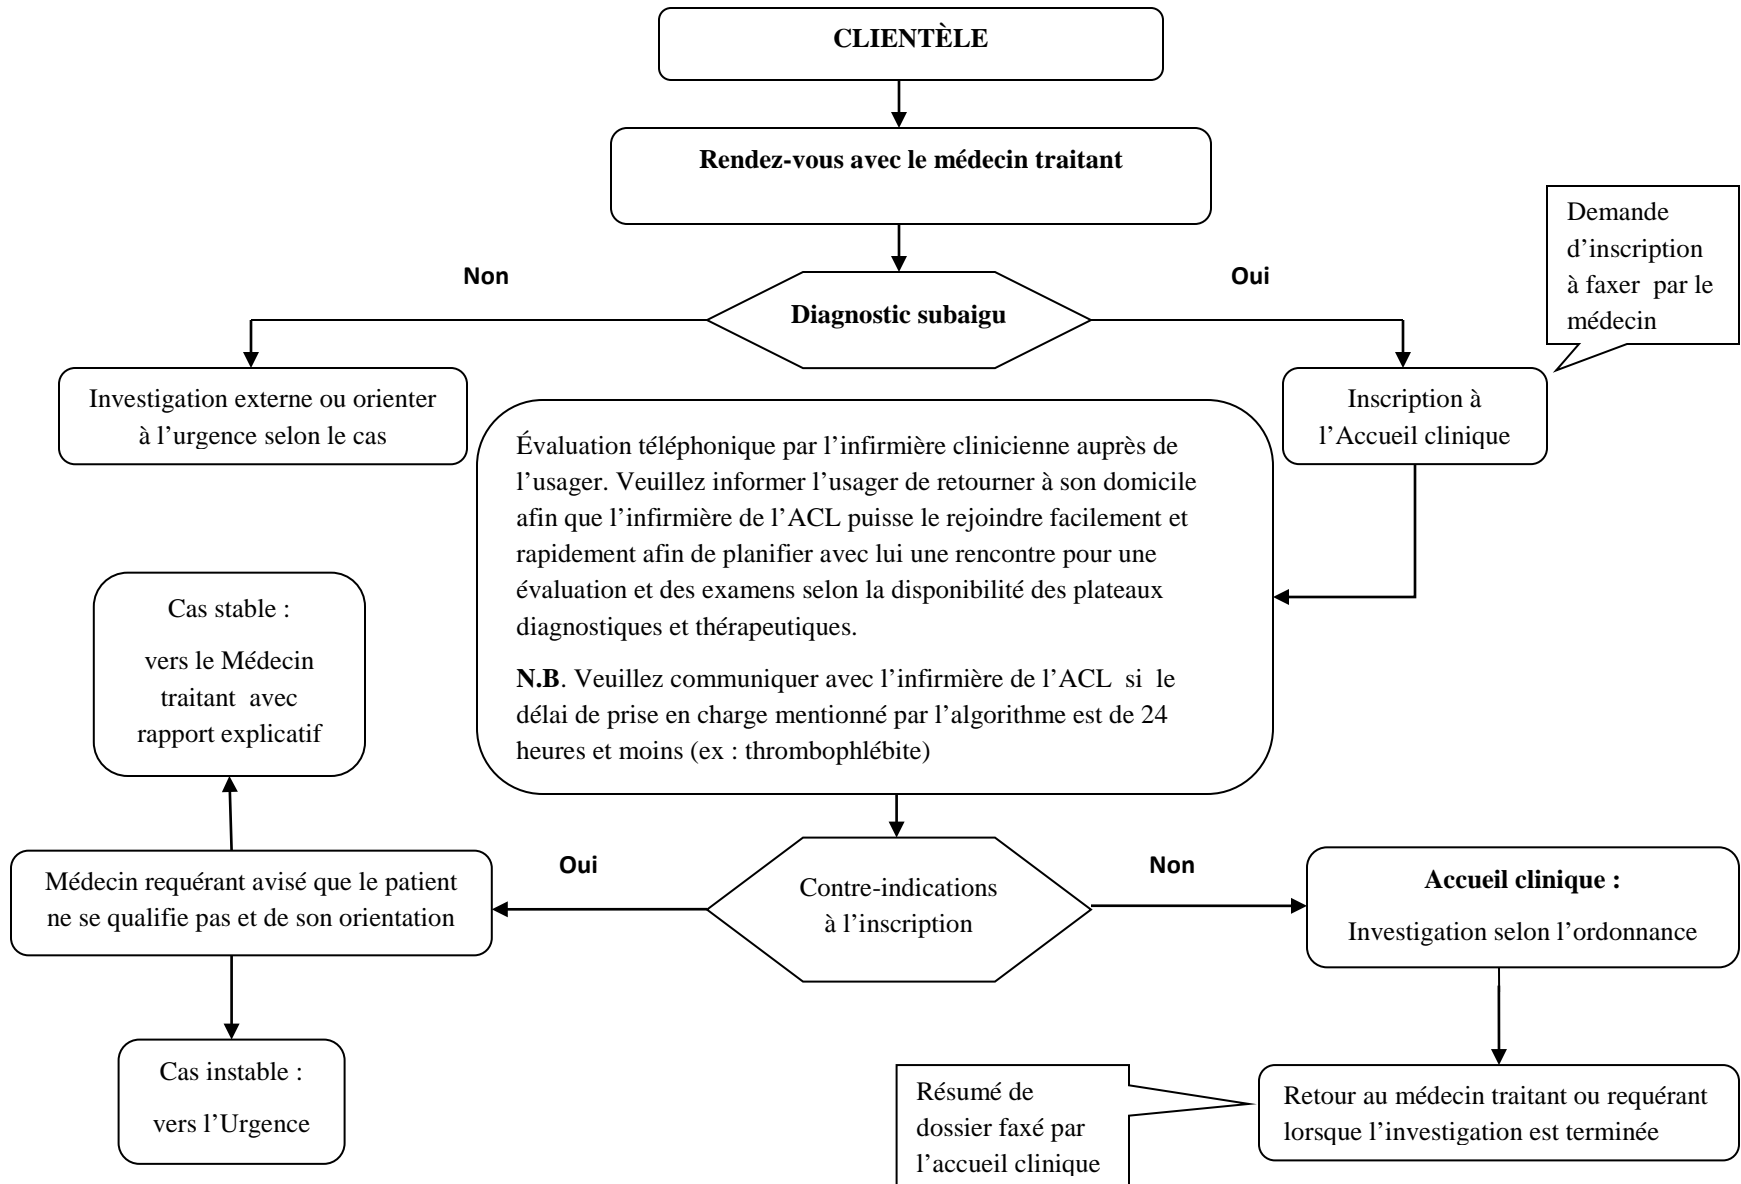 CLIENTÈLE
Rendez-vous avec le médecin traitant
Demande
d’inscription
à faxer par le
médecin
Non
Oui
Diagnostic subaigu
Investigation externe ou orienter
à l’urgence selon le cas
Inscription à
l’Accueil clinique
Évaluation téléphonique par l’infirmière clinicienne auprès de
l’usager. Veuillez informer l’usager de retourner à son domicile
afin que l’infirmière de l’ACL puisse le rejoindre facilement et
rapidement afin de planifier avec lui une rencontre pour une
évaluation et des examens selon la disponibilité des plateaux
diagnostiques et thérapeutiques.
N.B. Veuillez communiquer avec l’infirmière de l’ACL si le
délai de prise en charge mentionné par l’algorithme est de 24
heures et moins (ex : thrombophlébite)
Cas stable :
vers le Médecin
traitant avec
rapport explicatif
Oui
Non
Médecin requérant avisé que le patient
ne se qualifie pas et de son orientation
Contre-indications
à l’inscription
Accueil clinique :
Investigation selon l’ordonnance
Cas instable :
vers l’Urgence
Résumé de
dossier faxé par
l’accueil clinique
Retour au médecin traitant ou requérant
lorsque l’investigation est terminée